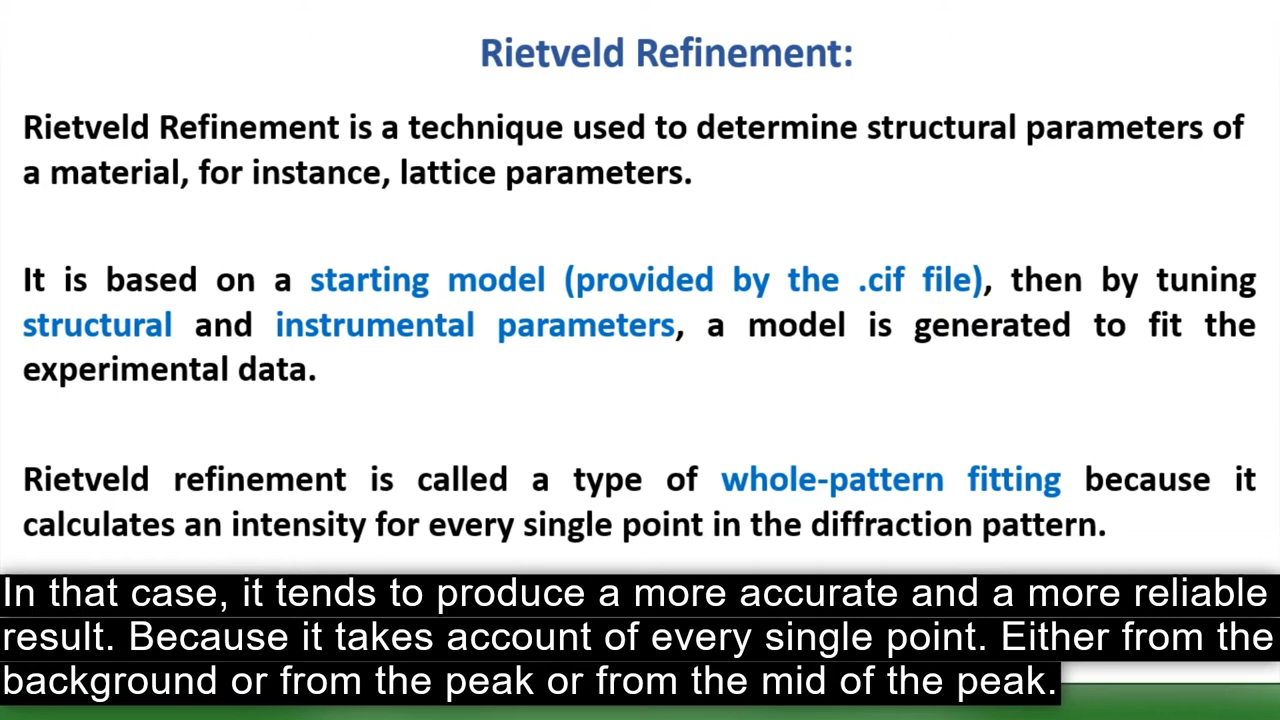 Rietveld Refinement:
Rietveld Refinement is a technique used to determine structural parameters of
a material, for instance, lattice parameters.
It is based on a starting model (provided by the .cif file), then by tuning
structural and instrumental parameters, a model is generated to fit the
experimental data.
Rietveld refinement is called a type of whole-pattern fitting because it
calculates an intensity for every single point in the diffraction pattern.
In that case, it tends to produce a more accurate and a more reliable
result. Because it takes account of every single point. Either from the
background or from the peak or from the mid of the peak.